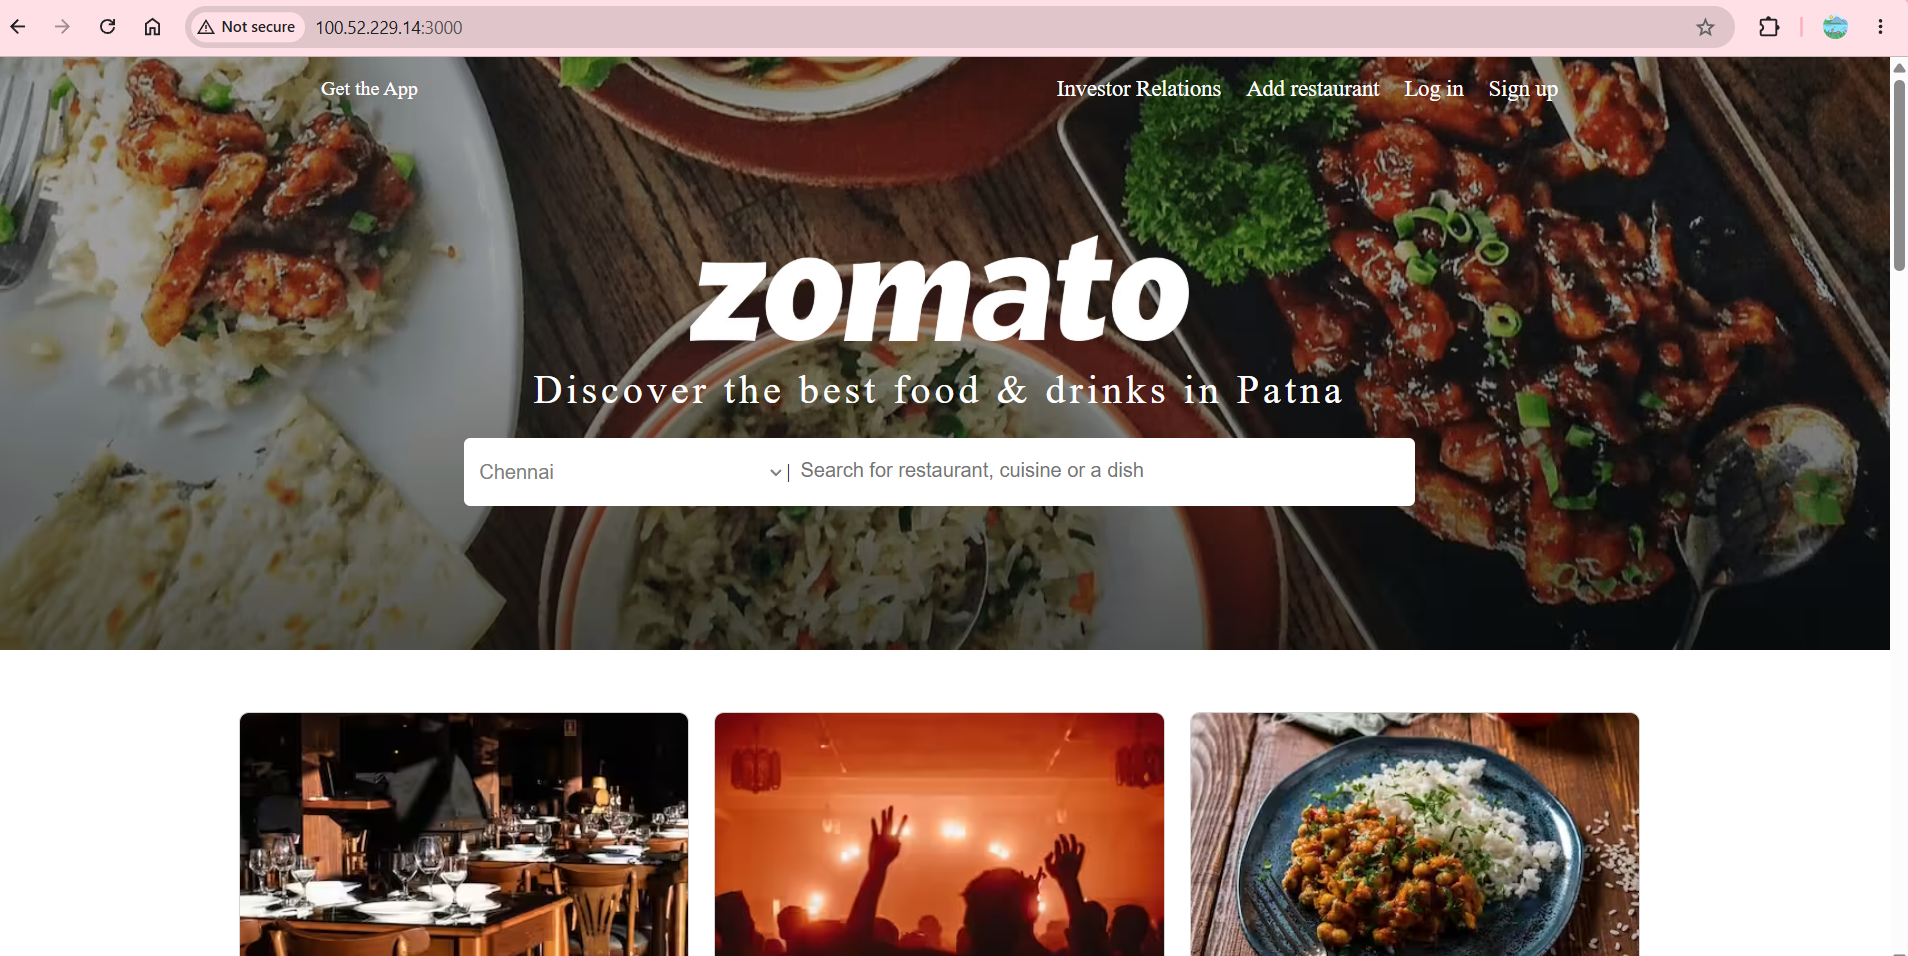 Not secure 100.52.229.14:3000
Get the App Investor Relations Add restaurant Log in Sign up
zomato
Discover the best food & drinks in Patna
Chennai Search for restaurant, cuisine or a dish